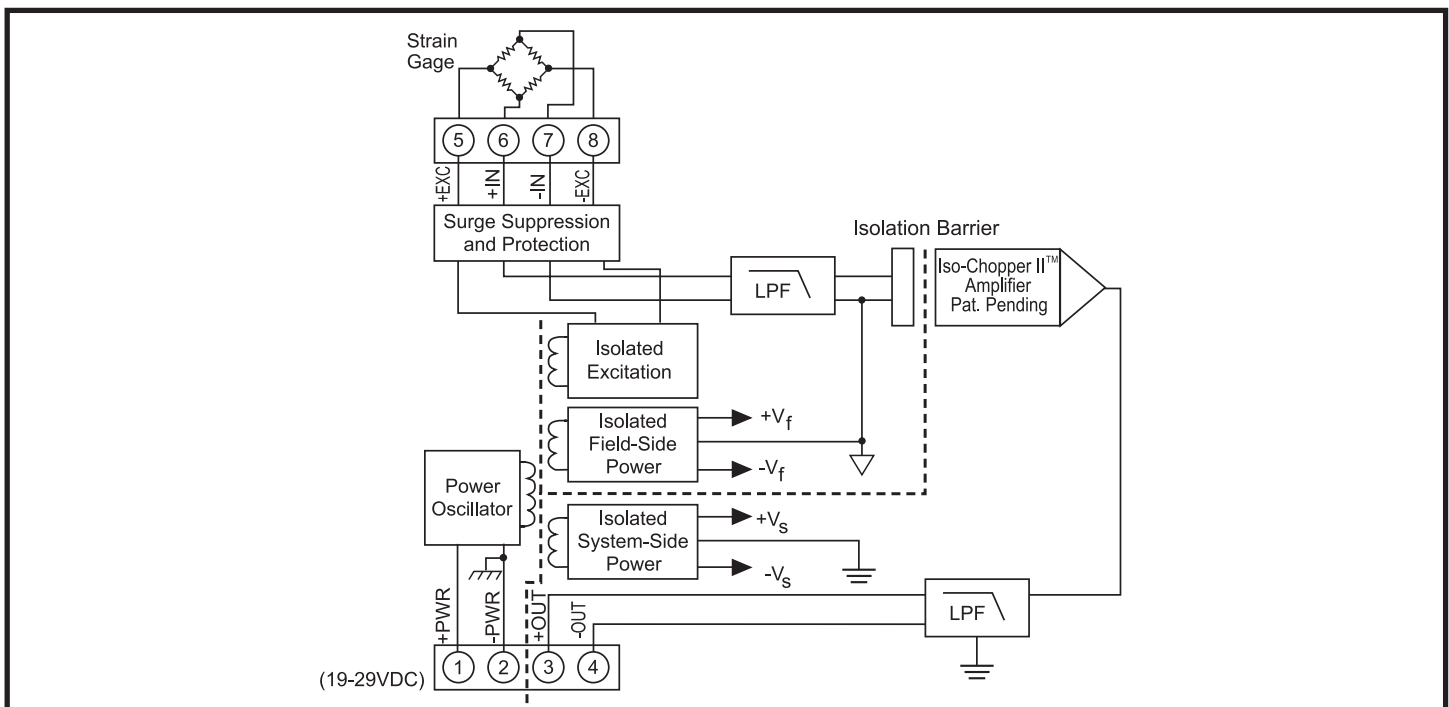 Strain
Gage
5 6 7 8
+EXC
+IN
-IN
-EXC
Surge Suppression
and Protection
Isolation Barrier
LPF
Iso-Chopper II™
Amplifier
Pat. Pending
Isolated
Excitation
Isolated
Field-Side
Power
+Vf
-Vf
Power
Oscillator
Isolated
System-Side
Power
+Vs
-Vs
+PWR
-PWR
+OUT
-OUT
LPF
(19-29VDC)
1 2 3 4